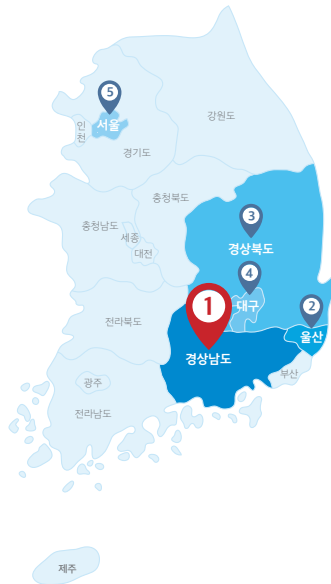 5
서울
인
천
강원도
경기도
충청북도
충청남도
세종
대전
3
경상북도
4
대구
1
2
울산
전라북도
경상남도
부산
광주
전라남도
제주